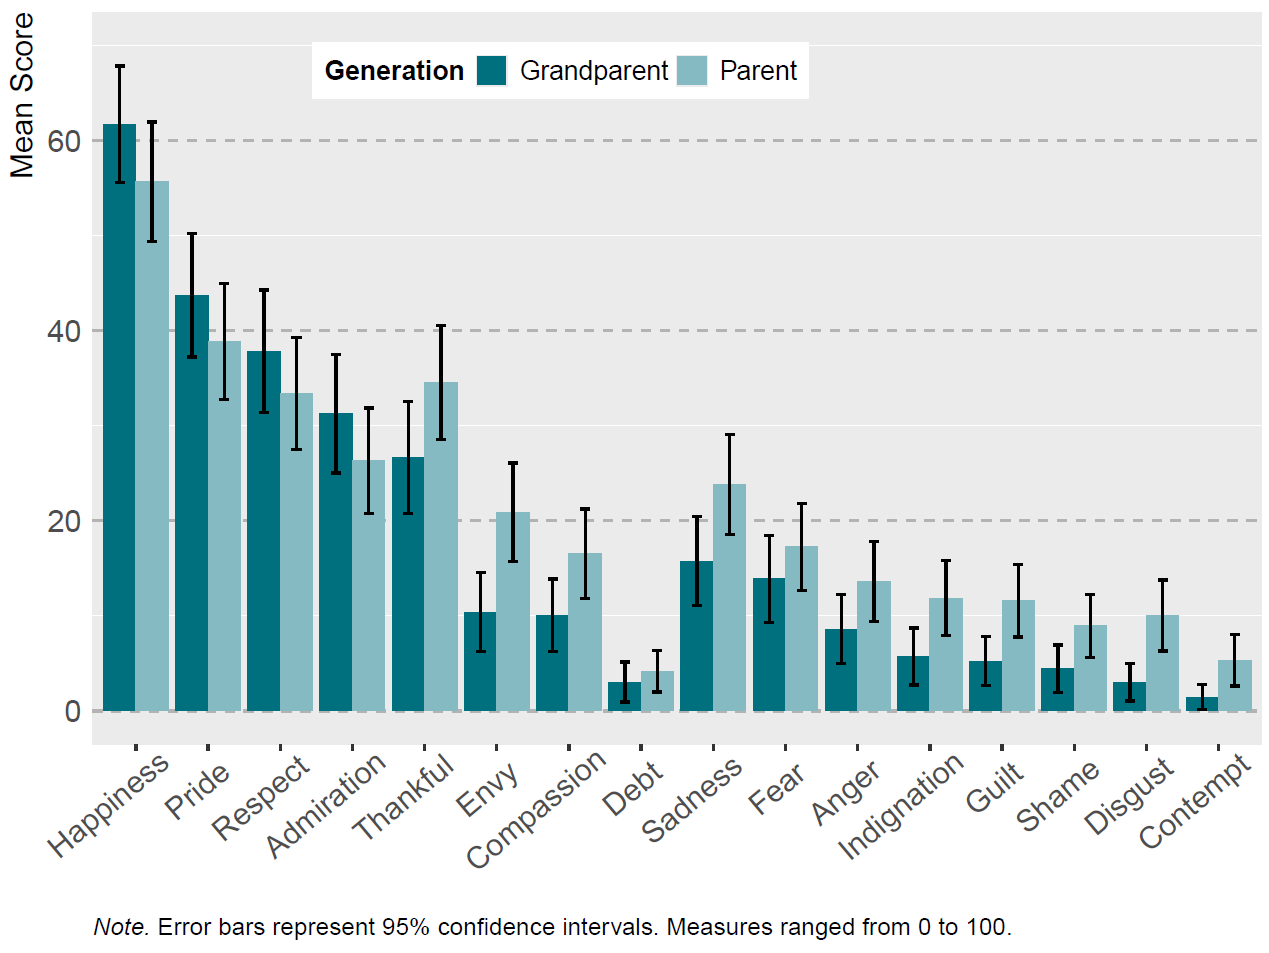 Mean Score
Generation Grandparent Parent
60
40
20
0
Happiness
Pride
Respect
Admiration
Thankful
Envy
Compassion
Debt
Sadness
Fear
Anger
Indignation
Guilt
Shame
Disgust
Contempt
Note. Error bars represent 95% confidence intervals. Measures ranged from 0 to 100.